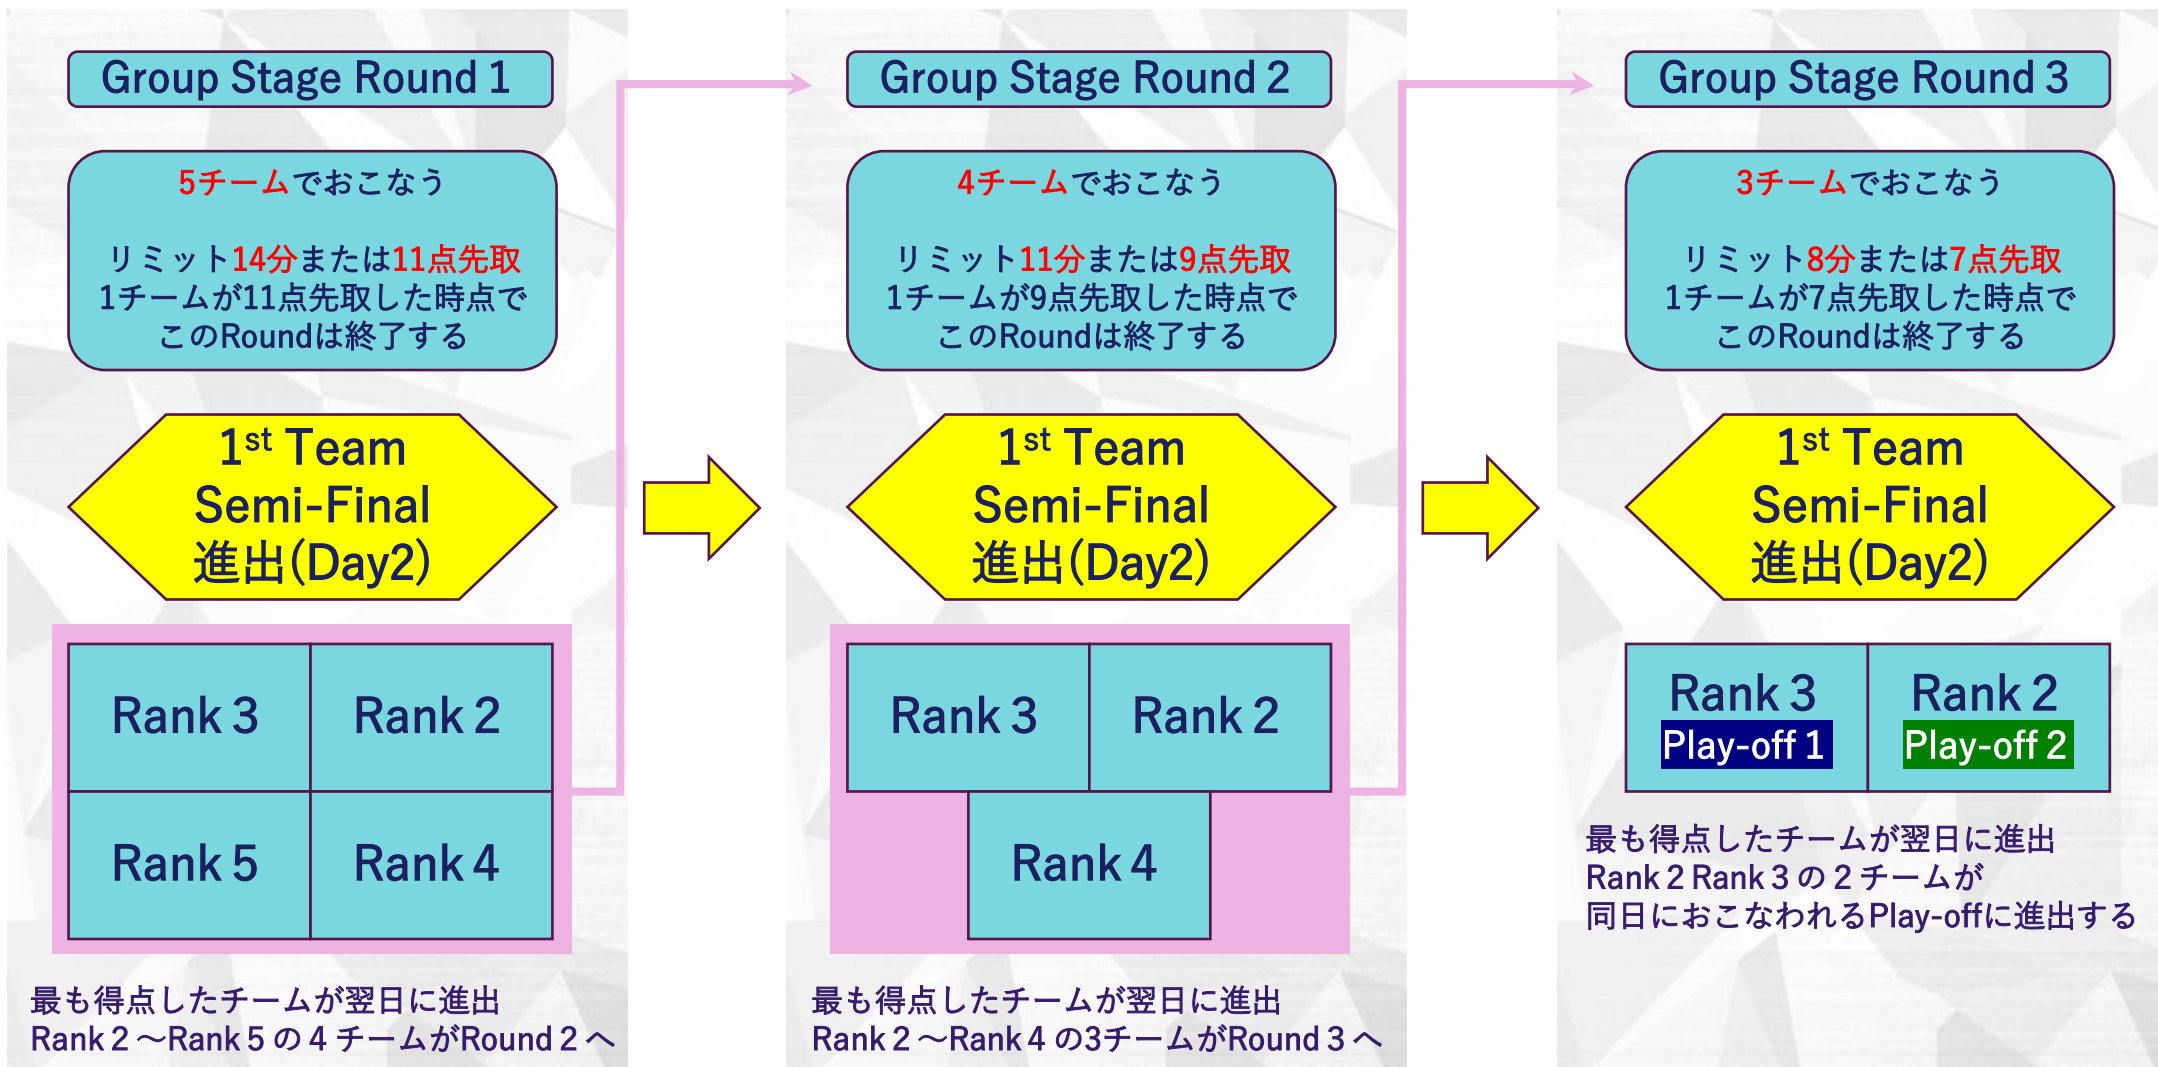 Group Stage Round 1
5チームでおこなう
リミット14分または11点先取
1チームが11点先取した時点で
このRoundは終了する
1st Team
Semi-Final
進出(Day2)
Rank 3
Rank 2
Rank 5
Rank 4
最も得点したチームが翌日に進出
Rank 2 ～Rank 5 の 4 チームがRound 2 へ
Group Stage Round 2
4チームでおこなう
リミット11分または9点先取
1チームが9点先取した時点で
このRoundは終了する
1st Team
Semi-Final
進出(Day2)
Rank 3
Rank 2
Rank 4
最も得点したチームが翌日に進出
Rank 2 ～Rank 4 の3チームがRound 3 へ
Group Stage Round 3
3チームでおこなう
リミット8分または7点先取
1チームが7点先取した時点で
このRoundは終了する
1st Team
Semi-Final
進出(Day2)
Rank 3
Play-off 1
Rank 2
Play-off 2
最も得点したチームが翌日に進出
Rank 2 Rank 3 の 2 チームが
同日におこなわれるPlay-offに進出する